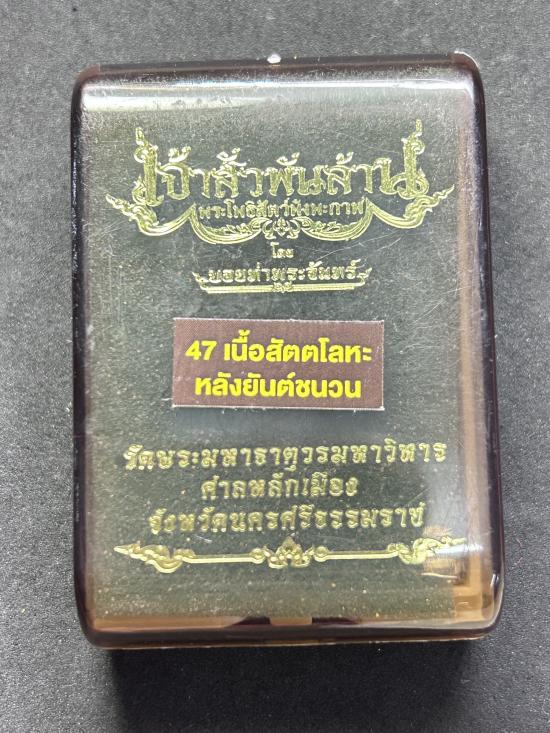 เจ้าสัวพันล้าน
พระโพธิสัตว์พังพะกาฬ
โดย
บอยท่าพระจันทร์
47 เนื้อสัตตโลหะ
หลังยันต์ชนวน
วัดพระมหาธาตุวรมหาวิหาร
ศาลหลักเมือง
จังหวัดนครศรีธรรมราช